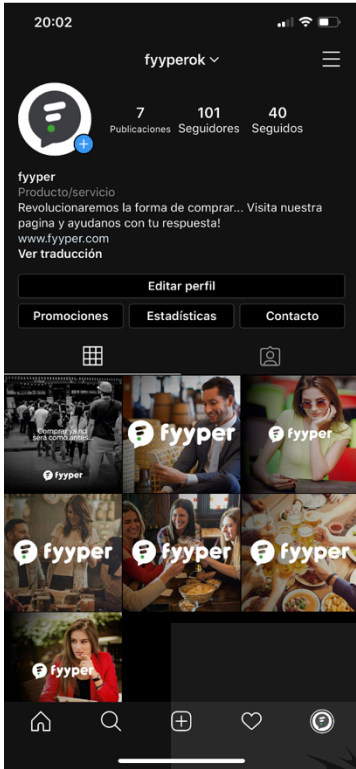 20:02
fyyperok
7 101 40
Publicaciones Seguidores Seguidos
fyyper
Producto/servicio
Revolucionaremos la forma de comprar... Visita nuestra
pagina y ayudanos con tu respuesta!
www.fyyper.com
Ver traducción
Editar perfil
Promociones Estadísticas Contacto
Comprar ya no
será como antes...
fyyper
fyyper
fyyper
fyyper
fyyper
fyyper
fyyper